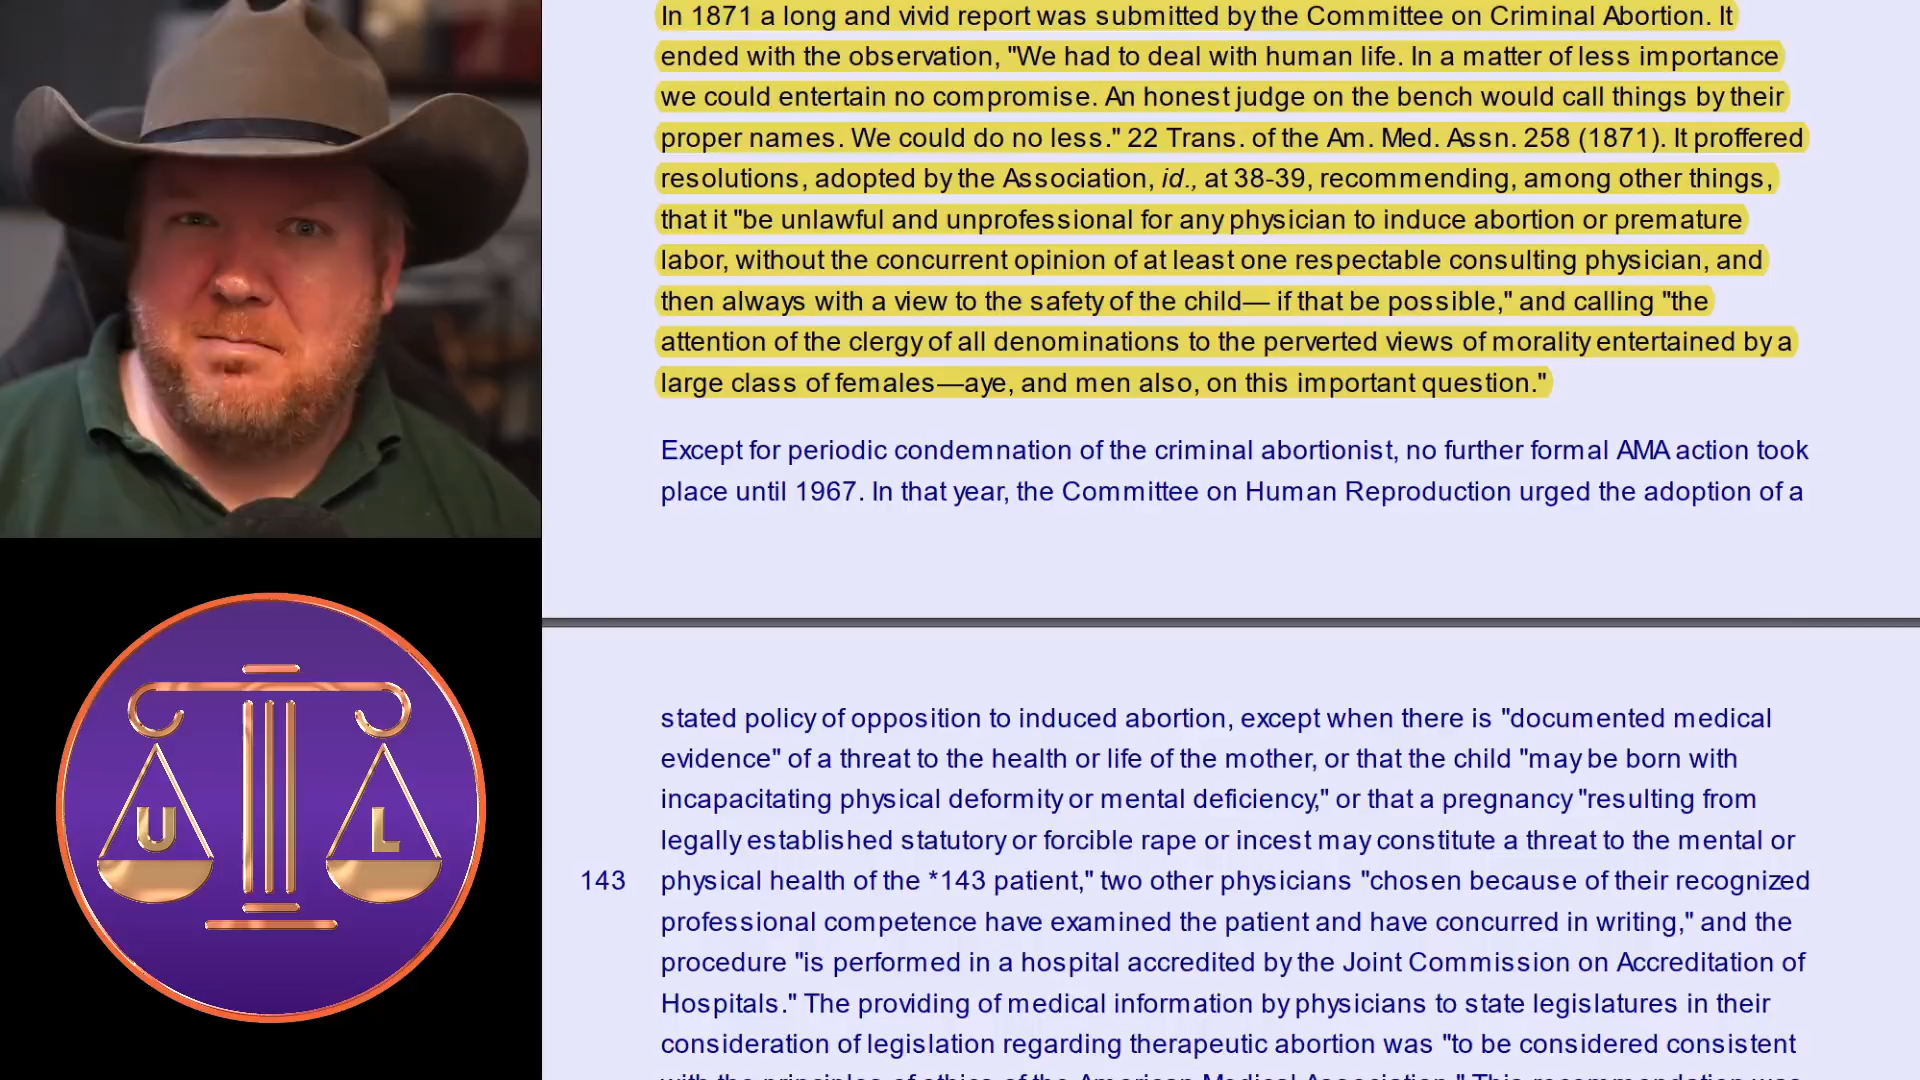 In 1871 a long and vivid report was submitted by the Committee on Criminal Abortion. It
ended with the observation, "We had to deal with human life. In a matter of less importance
we could entertain no compromise. An honest judge on the bench would call things by their
proper names. We could do no less." 22 Trans. of the Am. Med. Assn. 258 (1871). It proffered
resolutions, adopted by the Association, id., at 38-39, recommending, among other things,
that it "be unlawful and unprofessional for any physician to induce abortion or premature
labor, without the concurrent opinion of at least one respectable consulting physician, and
then always with a view to the safety of the child— if that be possible," and calling "the
attention of the clergy of all denominations to the perverted views of morality entertained by a
large class of females—aye, and men also, on this important question."
Except for periodic condemnation of the criminal abortionist, no further formal AMA action took
place until 1967. In that year, the Committee on Human Reproduction urged the adoption of a
stated policy of opposition to induced abortion, except when there is "documented medical
evidence" of a threat to the health or life of the mother, or that the child "may be born with
incapacitating physical deformity or mental deficiency," or that a pregnancy "resulting from
legally established statutory or forcible rape or incest may constitute a threat to the mental or
143 physical health of the *143 patient," two other physicians "chosen because of their recognized
professional competence have examined the patient and have concurred in writing," and the
procedure "is performed in a hospital accredited by the Joint Commission on Accreditation of
Hospitals." The providing of medical information by physicians to state legislatures in their
consideration of legislation regarding therapeutic abortion was "to be considered consistent
with the principles of ethics of the American Medical Association." This recommendation was
U L